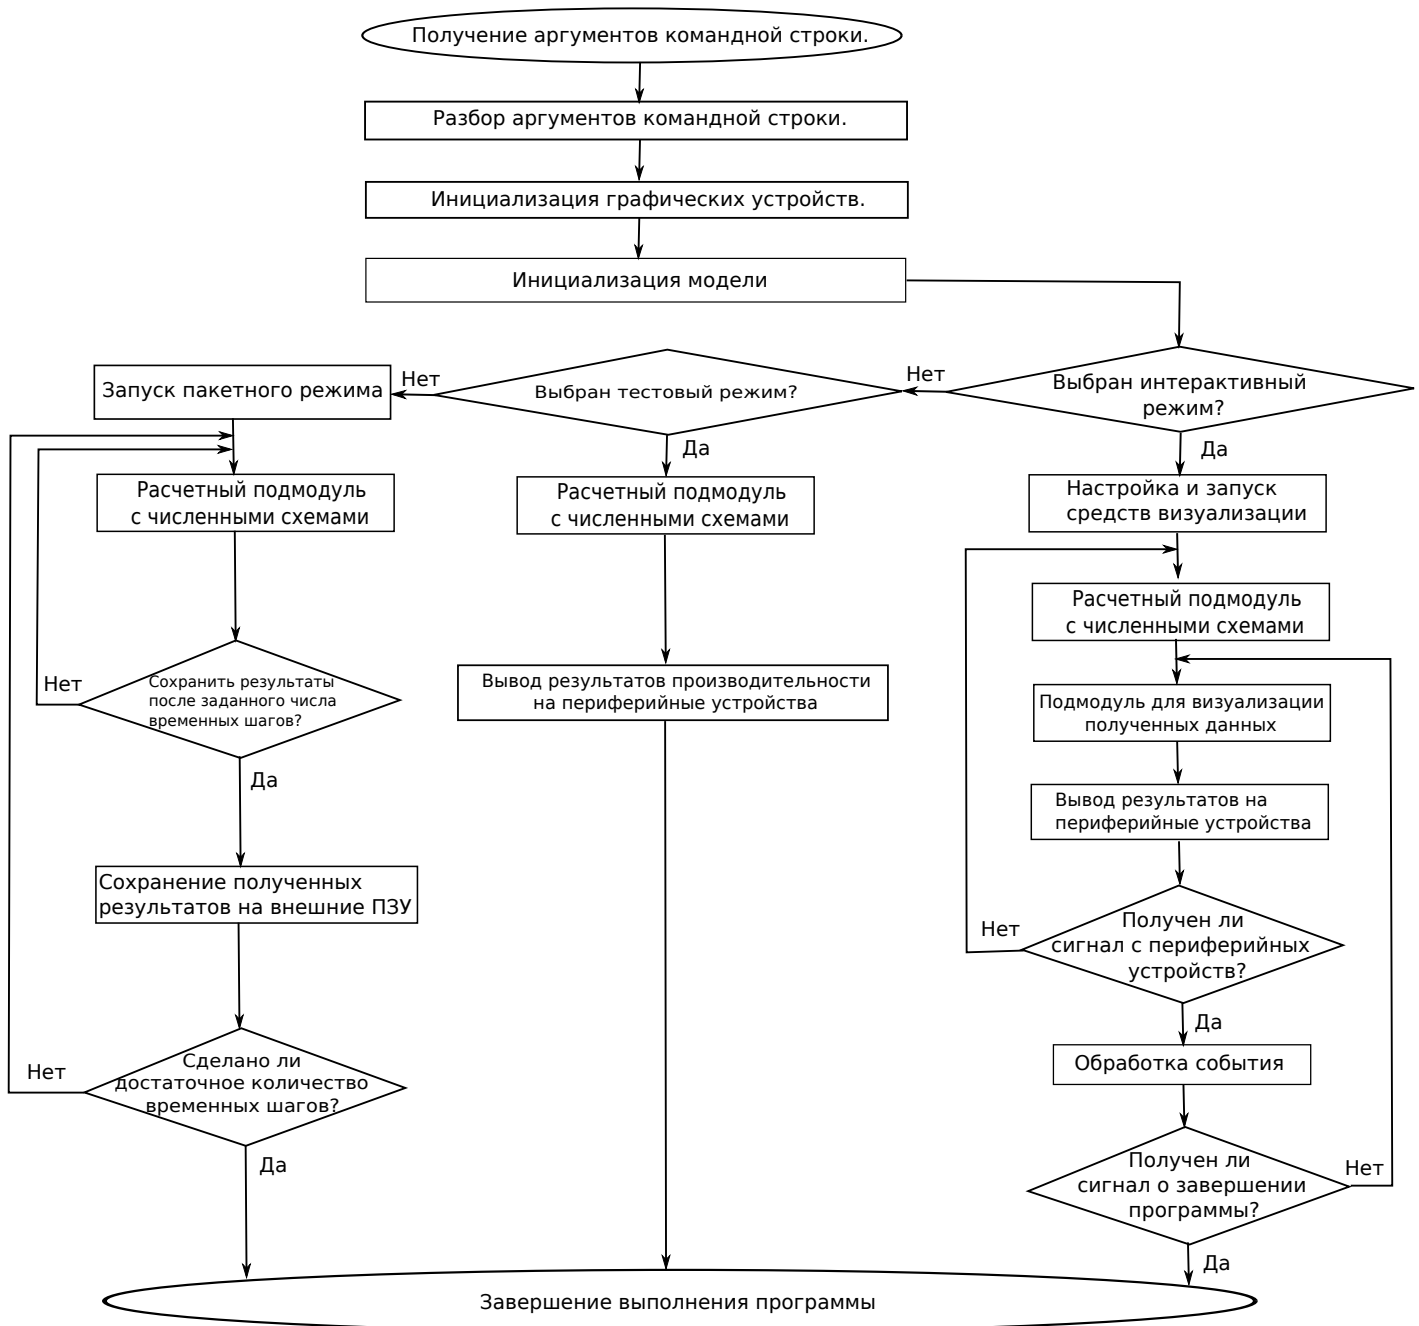 Получение аргументов командной строки.
Разбор аргументов командной строки.
Инициализация графических устройств.
Инициализация модели
Выбран интерактивный
режим?
Нет
Да
Выбран тестовый режим?
Нет
Да
Запуск пакетного режима
Расчетный подмодуль
с численными схемами
Сохранить результаты
после заданного числа
временных шагов?
Нет
Да
Сохранение полученных
результатов на внешние ПЗУ
Сделано ли
достаточное количество
временных шагов?
Нет
Да
Расчетный подмодуль
с численными схемами
Вывод результатов производительности
на периферийные устройства
Настройка и запуск
средств визуализации
Расчетный подмодуль
с численными схемами
Подмодуль для визуализации
полученных данных
Вывод результатов на
периферийные устройства
Получен ли
сигнал с периферийных
устройств?
Нет
Да
Обработка события
Получен ли
сигнал о завершении
программы?
Нет
Да
Завершение выполнения программы